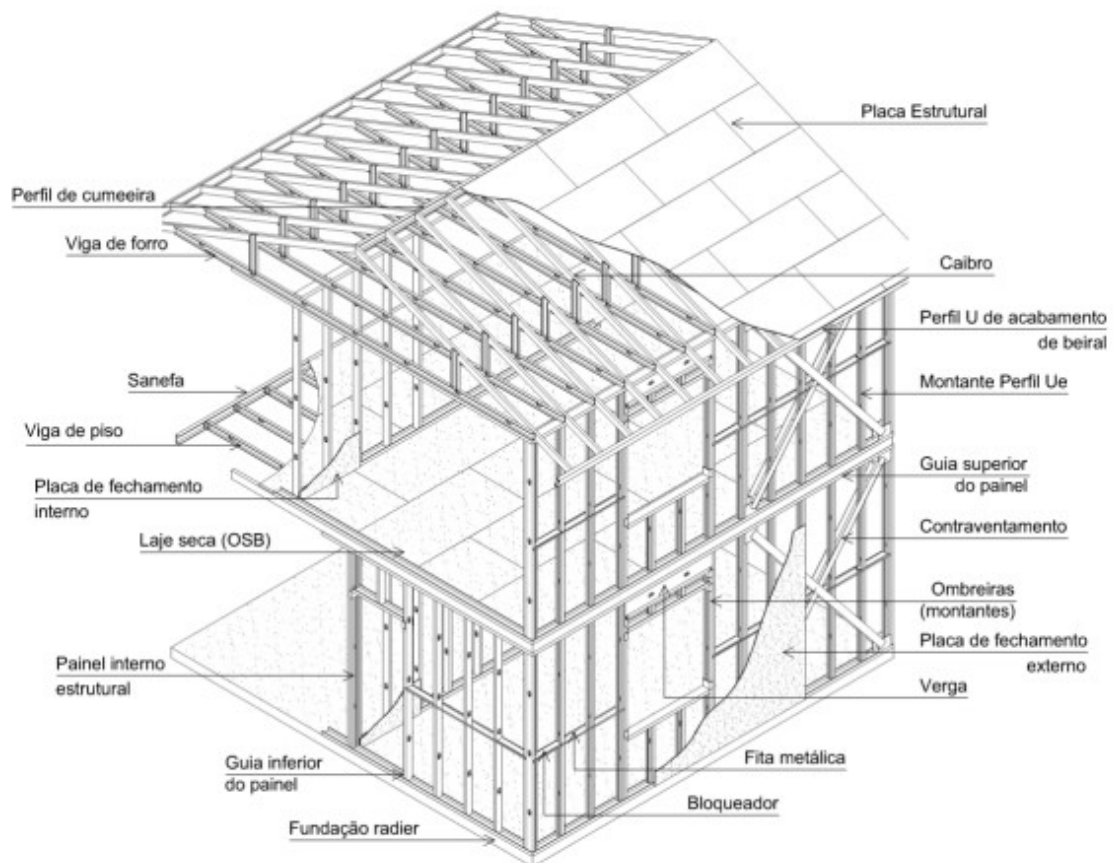 Placa Estrutural
Perfil de cumeeira
Viga de forro
Caibro
Perfil U de acabamento
de beiral
Sanefa
Montante Perfil Ue
Viga de piso
Guia superior
do painel
Placa de fechamento
interno
Contraventamento
Laje seca (OSB)
Ombreiras
(montantes)
Placa de fechamento
externo
Painel interno
estrutural
Verga
Guia inferior
do painel
Fita metálica
Bloqueador
Fundação radier